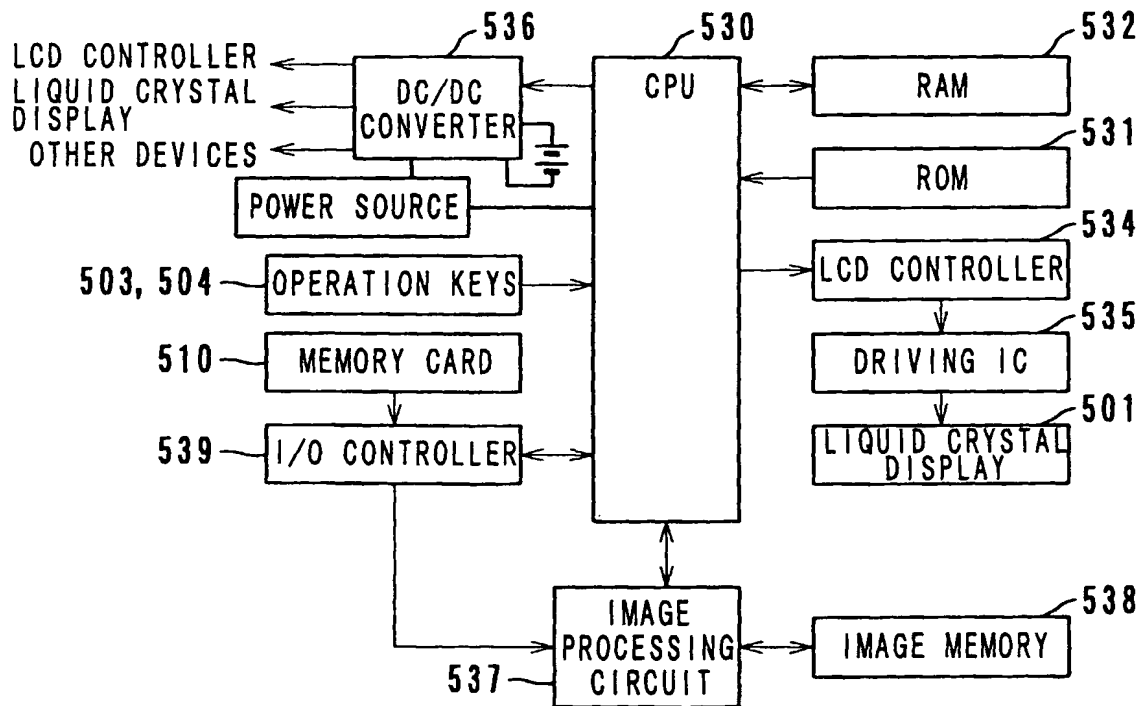 536
530
532
LCD CONTROLLER
LIQUID CRYSTAL
DISPLAY
OTHER DEVICES
DC/DC
CONVERTER
CPU
RAM
531
ROM
POWER SOURCE
534
LCD CONTROLLER
503, 504
OPERATION KEYS
535
DRIVING IC
510
MEMORY CARD
501
LIQUID CRYSTAL
DISPLAY
539
I/O CONTROLLER
538
IMAGE
PROCESSING
CIRCUIT
IMAGE MEMORY
537